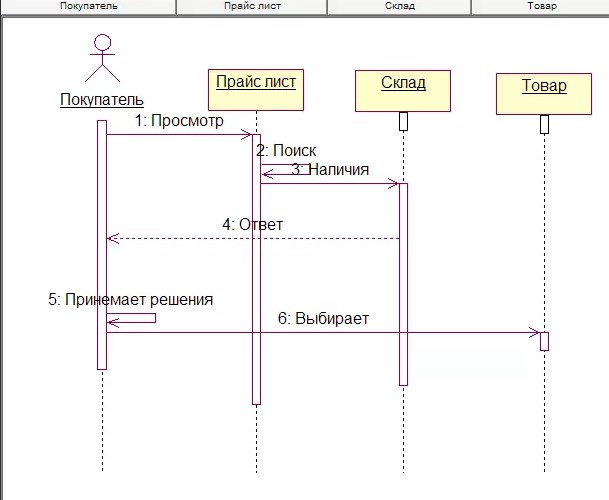 Покупатель
Прайс лист
Склад
Товар
Покупатель
Прайс лист
Склад
Товар
1: Просмотр
2: Поиск
3: Наличия
4: Ответ
5: Принемает решения
6: Выбирает